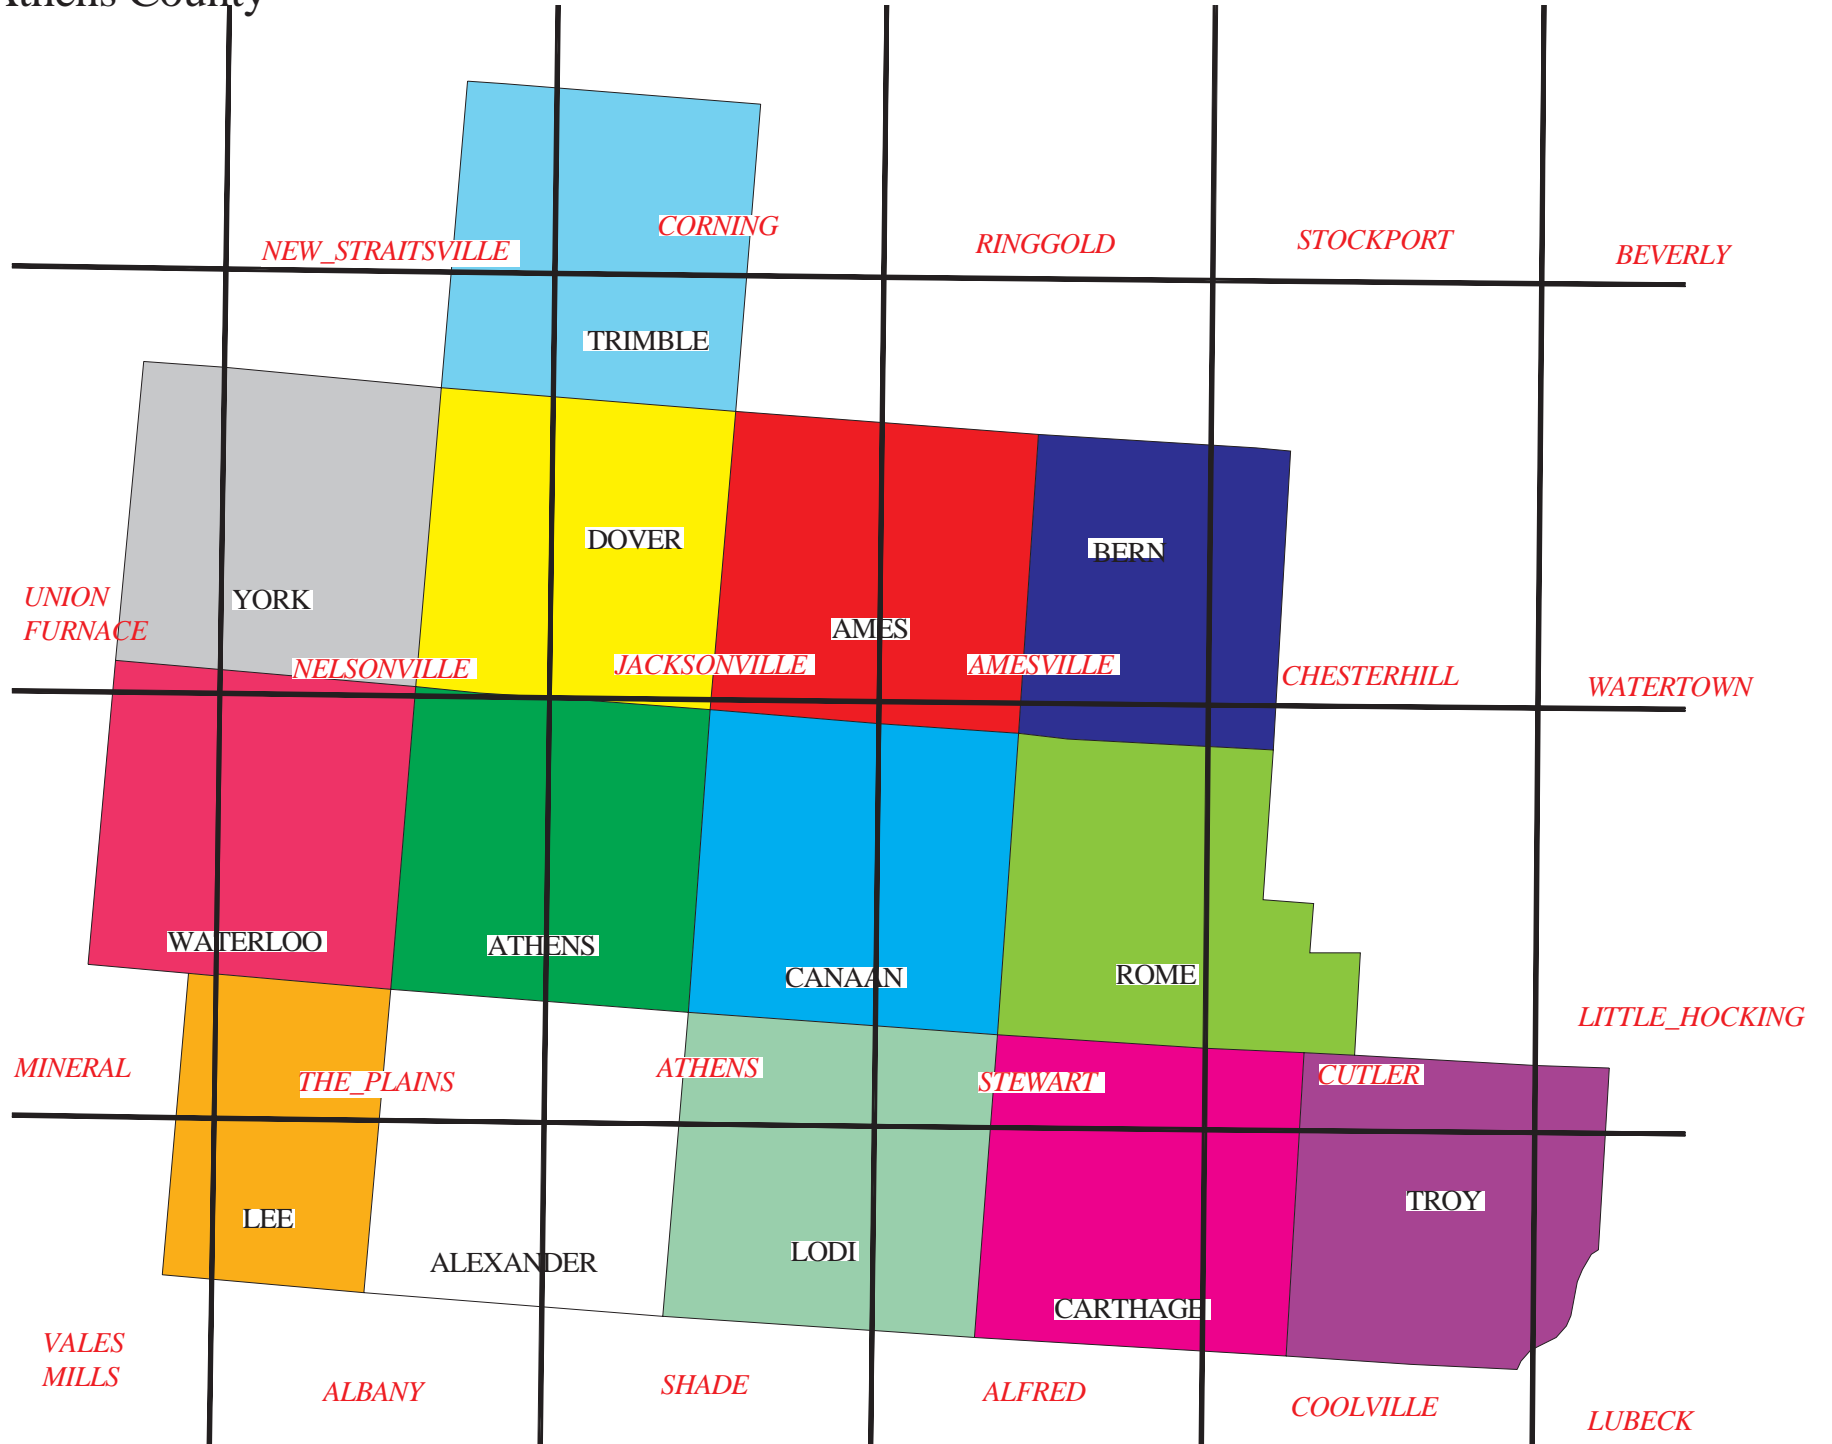 Athens County
CORNING
NEW_STRAITSVILLE
RINGGOLD
STOCKPORT
BEVERLY
TRIMBLE
DOVER
BERN
UNION
FURNACE
YORK
AMES
NELSONVILLE
JACKSONVILLE
AMESVILLE
CHESTERHILL
WATERTOWN
WATERLOO
ATHENS
CANAAN
ROME
LITTLE_HOCKING
MINERAL
THE_PLAINS
ATHENS
STEWART
CUTLER
LEE
ALEXANDER
LODI
TROY
CARTHAGE
VALES
MILLS
ALBANY
SHADE
ALFRED
COOLVILLE
LUBECK